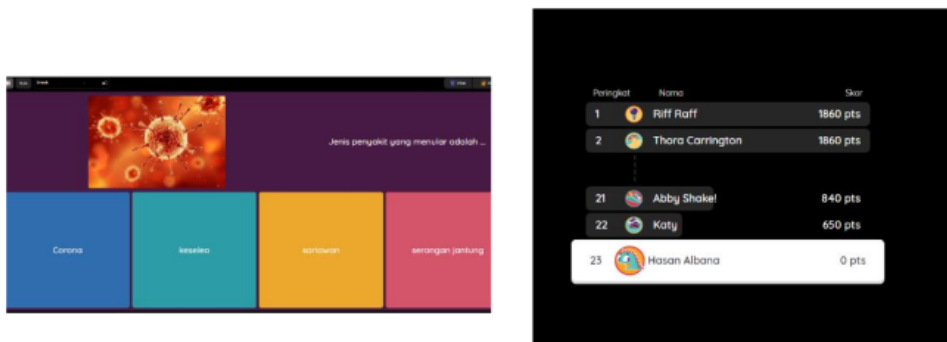 Jenis penyakit yang menular adalah ...
Corona
keseleo
sariawan
serangan jantung
Peringkat Nama Skor
1 Riff Raff 1860 pts
2 Thora Carrington 1860 pts
21 Abby Shake! 840 pts
22 Katy 650 pts
23 Hasan Albana 0 pts